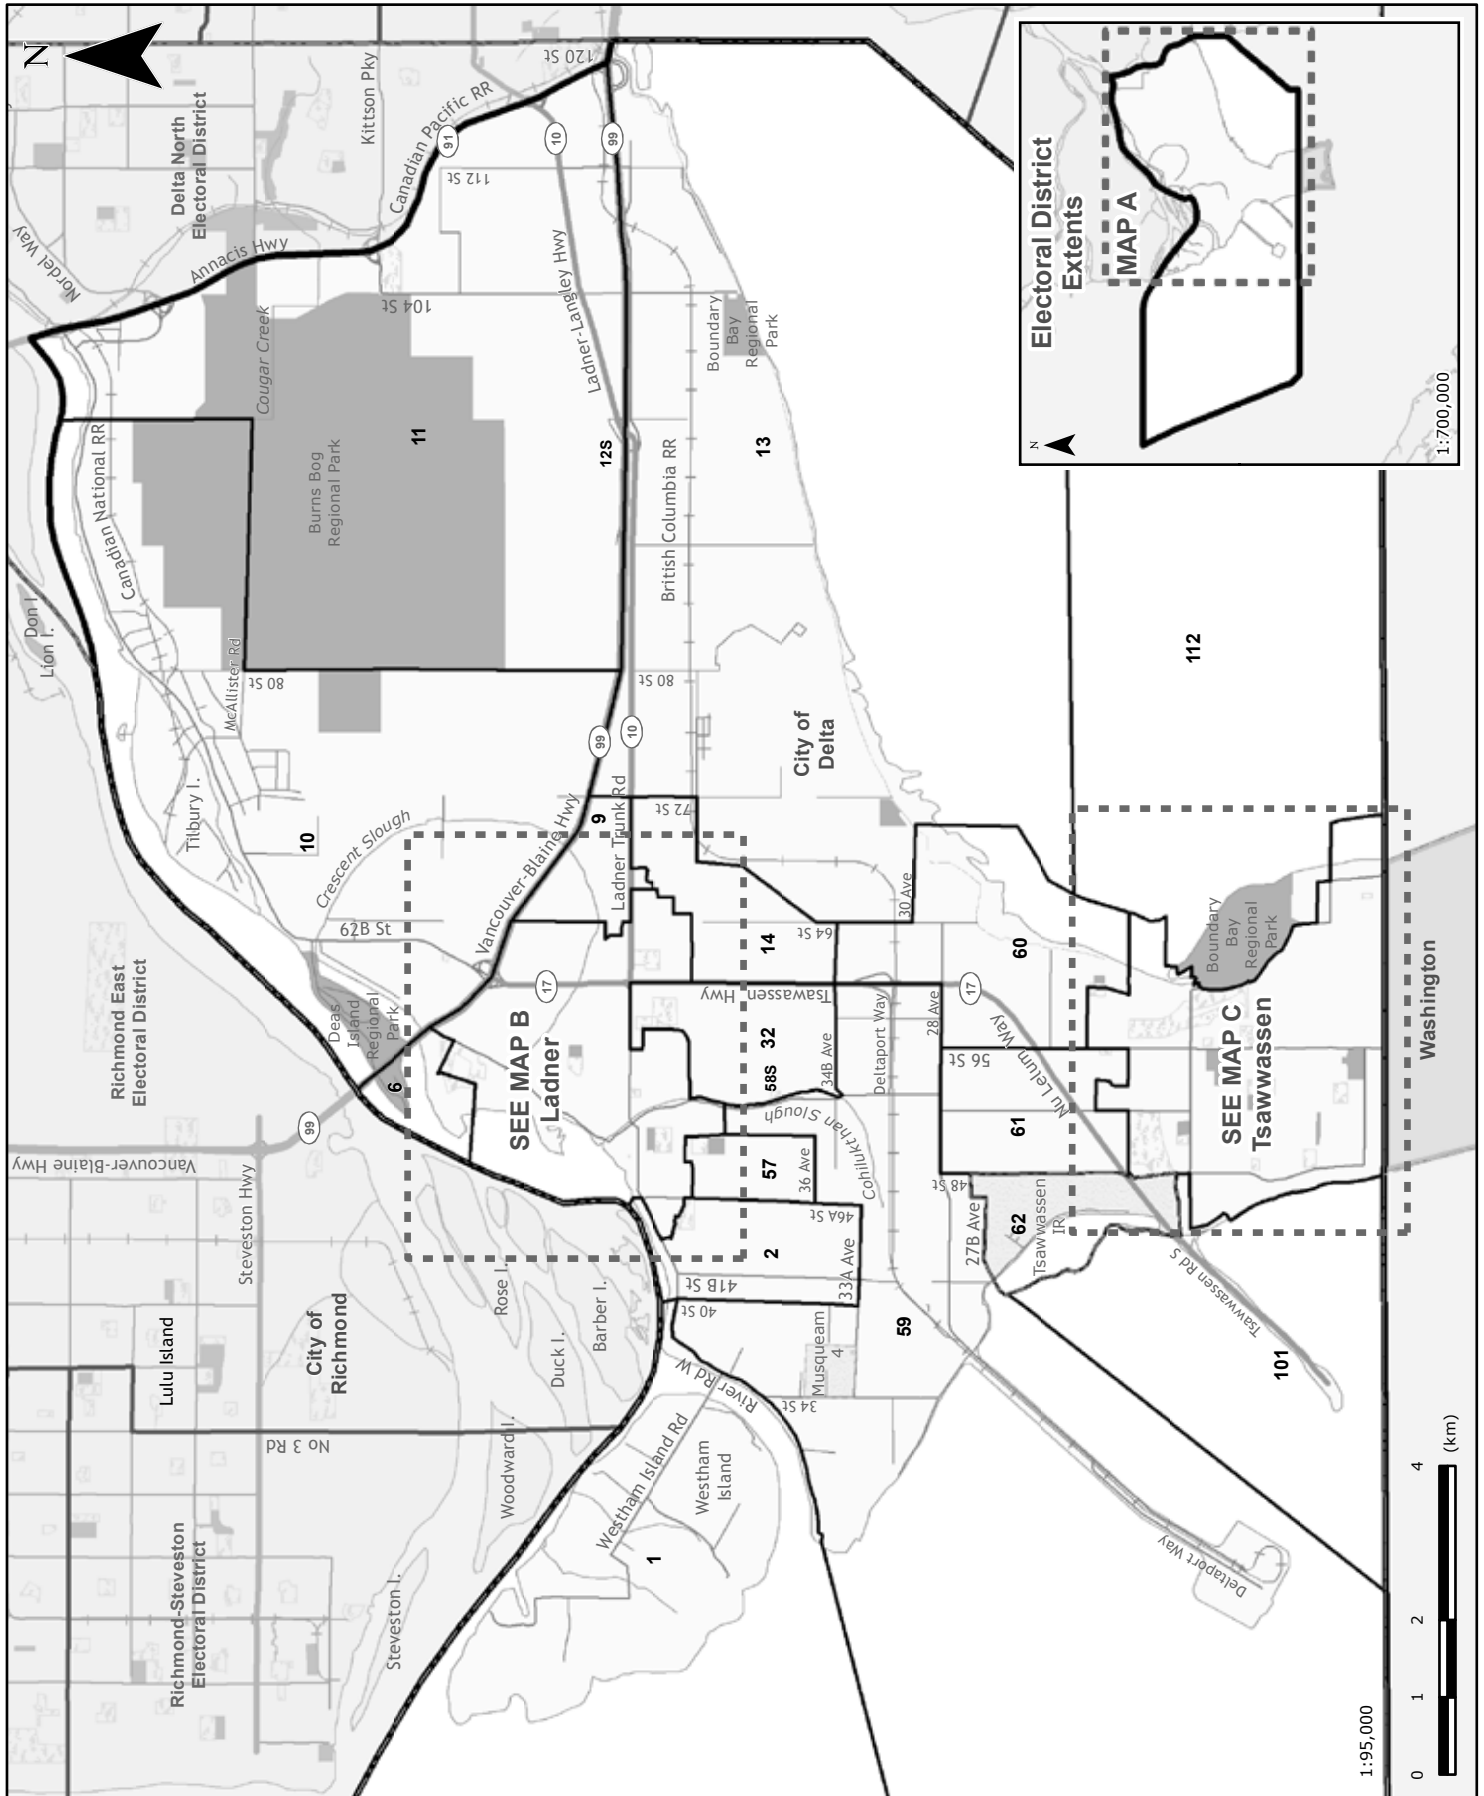 N
Richmond-Steveston
Electoral District
Lulu Island
City of
Richmond
No 3 Rd
Steveston Hwy
Vancouver-Blaine Hwy
99
Richmond East
Electoral District
Steveston I.
Woodward I.
Duck I.
Rose I.
Barber I.
Don I.
Lion I.
Tilbury I.
Deas
Island
Regional
Park
6
62B St
Crescent Slough
10
McAllister Rd
80 St
Canadian National RR
Nordel Way
Annacis Hwy
Delta North
Electoral District
Kittson Pky
Canadian Pacific RR
91
120 St
112 St
104 St
10
99
Cougar Creek
Burns Bog
Regional Park
11
Ladner-Langley Hwy
12S
Vancouver-Blaine Hwy
99
10
9
Ladner Trunk Rd
72 St
80 St
British Columbia RR
13
Boundary
Bay
Regional
Park
City of
Delta
SEE MAP B
Ladner
17
Westham Island Rd
Westham
Island
1
River Rd W
34 St
Musqueam
4
40 St
41B St
46A St
33A Ave
2
57
36 Ave
Cohilukthan Slough
58S
32
34B Ave
Tsawassen Hwy
14
64 St
30 Ave
Deltaport Way
28 Ave
59
27B Ave
48 St
56 St
62
Tsawwassen
IR
61
60
17
Nu Lelum Way
Tsawwassen Rd S
101
Deltaport Way
SEE MAP C
Tsawwassen
Boundary
Bay
Regional
Park
112
Washington
1:95,000
0
1
2
4
(km)
Electoral District
Extents
MAP A
N
1:700,000